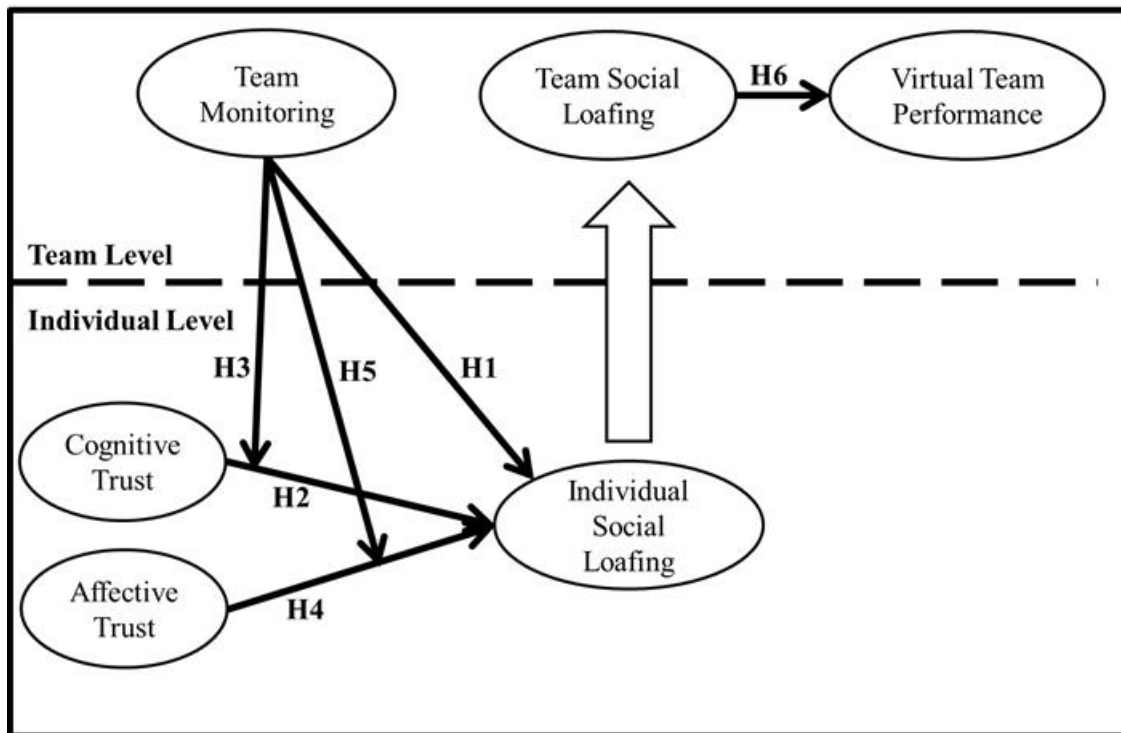 Team
Monitoring
Team Social
Loafing
H6
Virtual Team
Performance
Team Level
Individual Level
H3
H5
H1
Cognitive
Trust
H2
Individual
Social
Loafing
Affective
Trust
H4